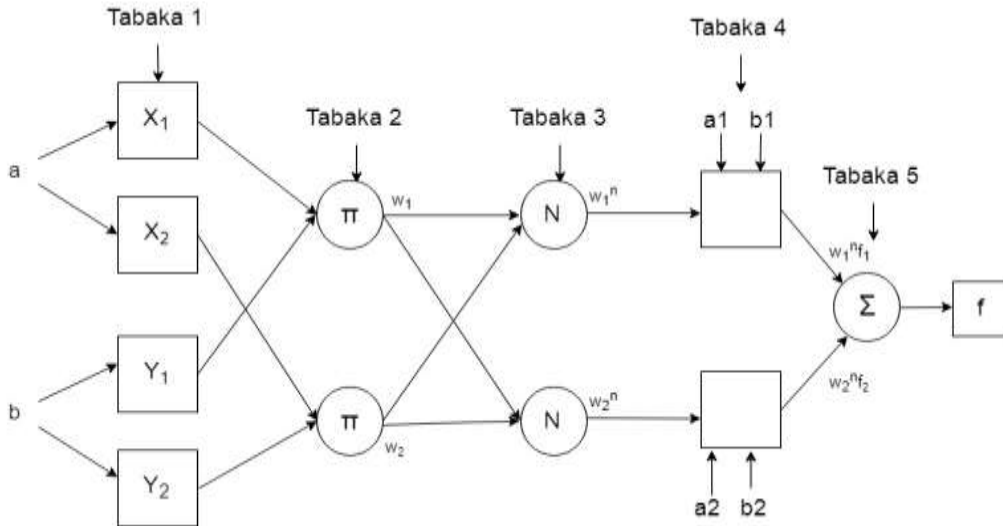 Tabaka 1
Tabaka 4
X₁
Tabaka 2
Tabaka 3
a1 b1
a
Tabaka 5
X₂
π
w₁
N
w₁ⁿ
w₁ⁿf₁
Σ
f
Y₁
b
w₂ⁿf₂
π
w₂
N
w₂ⁿ
Y₂
a2 b2